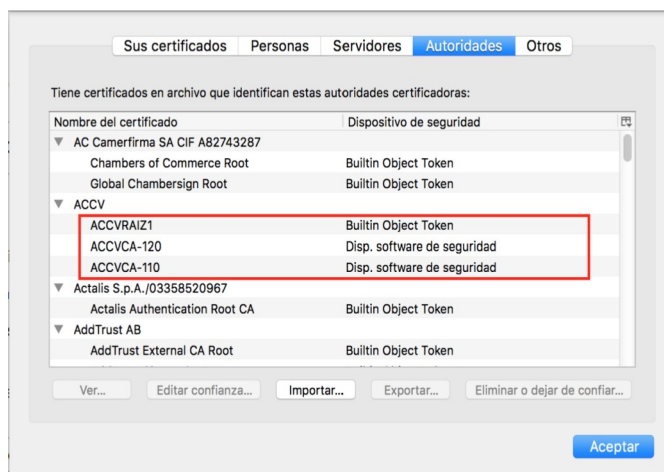 Sus certificados Personas Servidores Autoridades Otros
Tiene certificados en archivo que identifican estas autoridades certificadoras:
Nombre del certificado Dispositivo de seguridad
AC Camerfirma SA CIF A82743287
Chambers of Commerce Root Builtin Object Token
Global Chambersign Root Builtin Object Token
ACCV
ACCVRAIZ1 Builtin Object Token
ACCVCA-120 Disp. software de seguridad
ACCVCA-110 Disp. software de seguridad
Actalis S.p.A./03358520967
Actalis Authentication Root CA Builtin Object Token
AddTrust AB
AddTrust External CA Root Builtin Object Token
Ver... Editar confianza... Importar... Exportar... Eliminar o dejar de confiar...
Aceptar